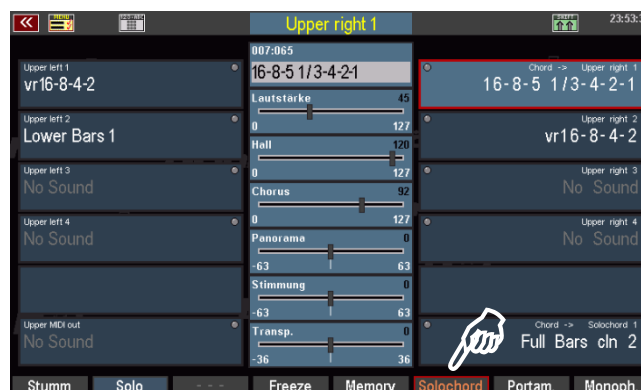 MENU
Upper right 1
SHIFT
23:53:
Upper left 1
vr16-8-4-2
Upper left 2
Lower Bars 1
Upper left 3
No Sound
Upper left 4
No Sound
Upper MIDI out
No Sound
007:065
16-8-5 1/3-4-2-1
Lautstärke 45
0 127
Hall 120
0 127
Chorus 92
0 127
Panorama 0
-63 63
Stimmung 0
-63 63
Transp. 0
-36 36
Chord -> Upper right 1
16-8-5 1/3-4-2-1
Upper right 2
vr16-8-4-2
Upper right 3
No Sound
Upper right 4
No Sound
Chord -> Solochord 1
Full Bars cln 2
Stumm Solo - - - Freeze Memory Solochord Portam. Monoph